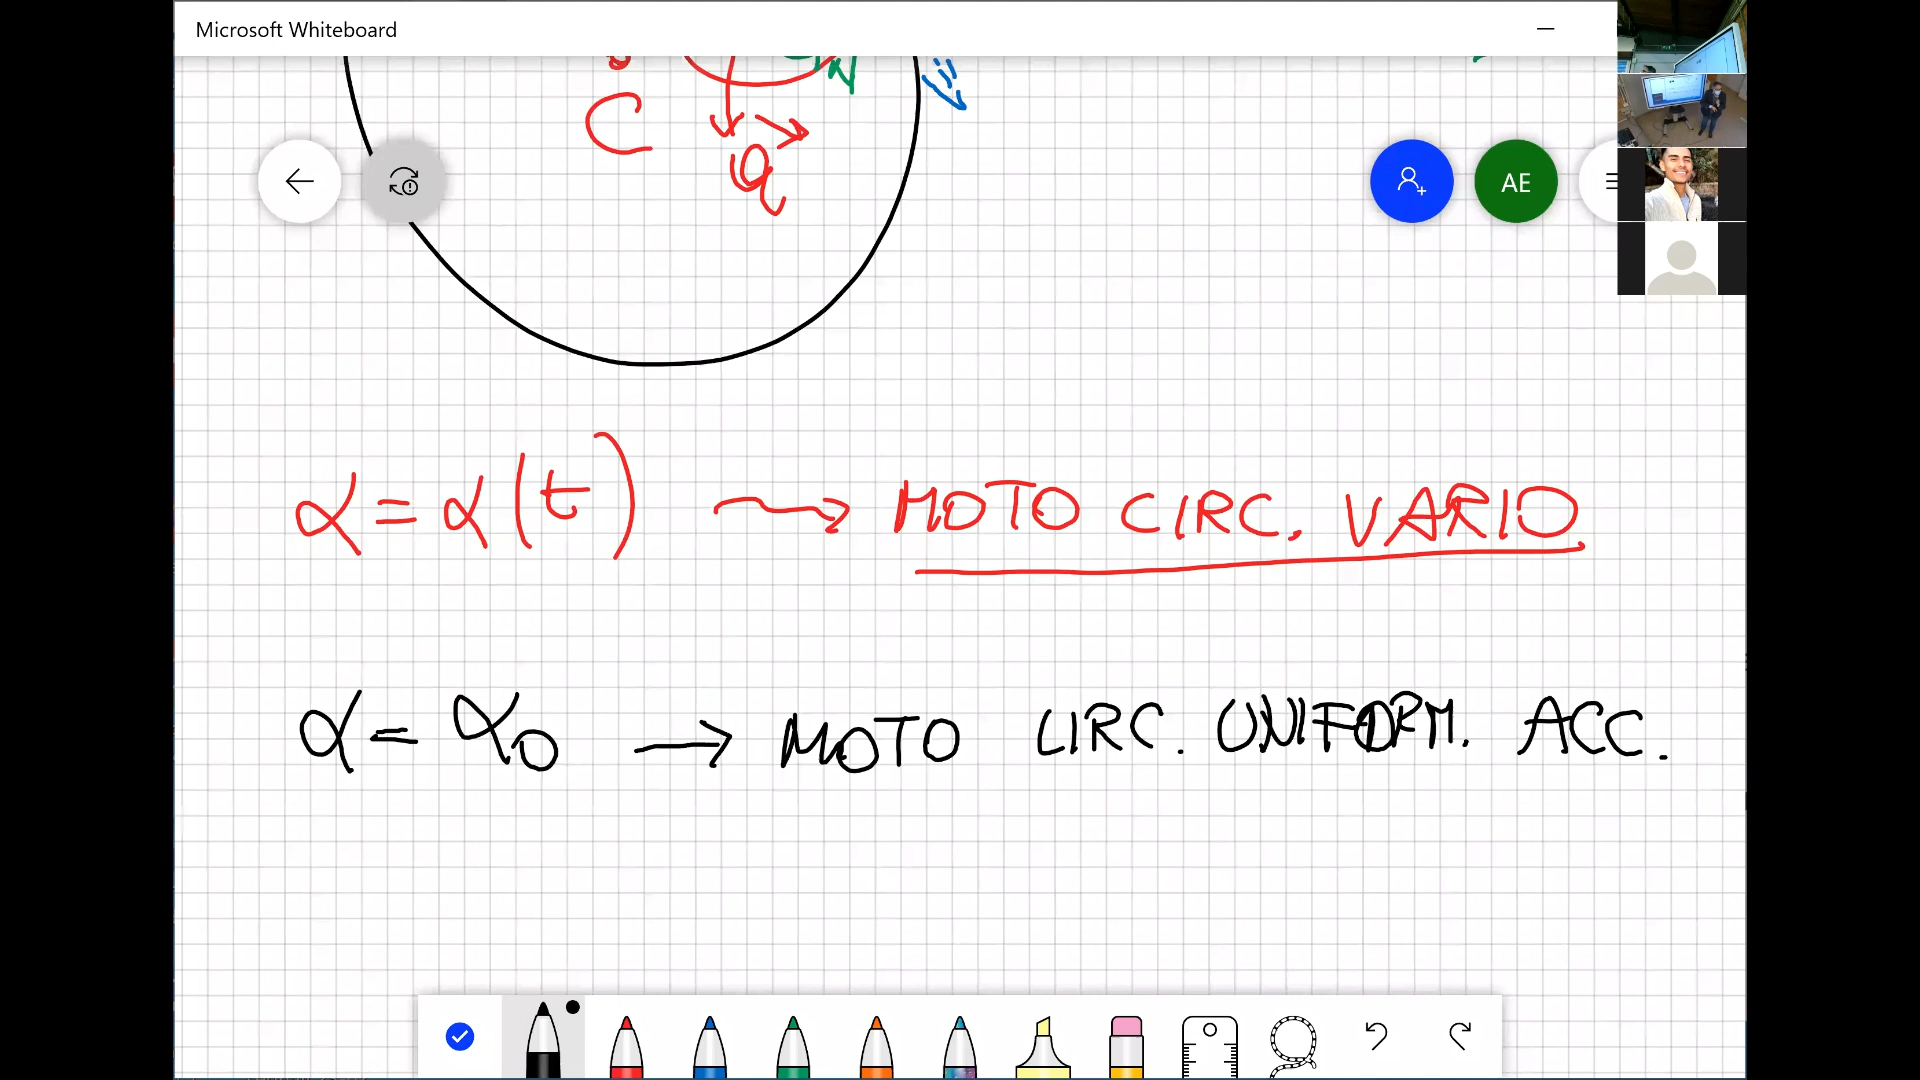 Microsoft Whiteboard
C
q
AE
α = α(t) → MOTO CIRC. VARIO
α = α₀ → MOTO CIRC. UNIFORM. ACC.